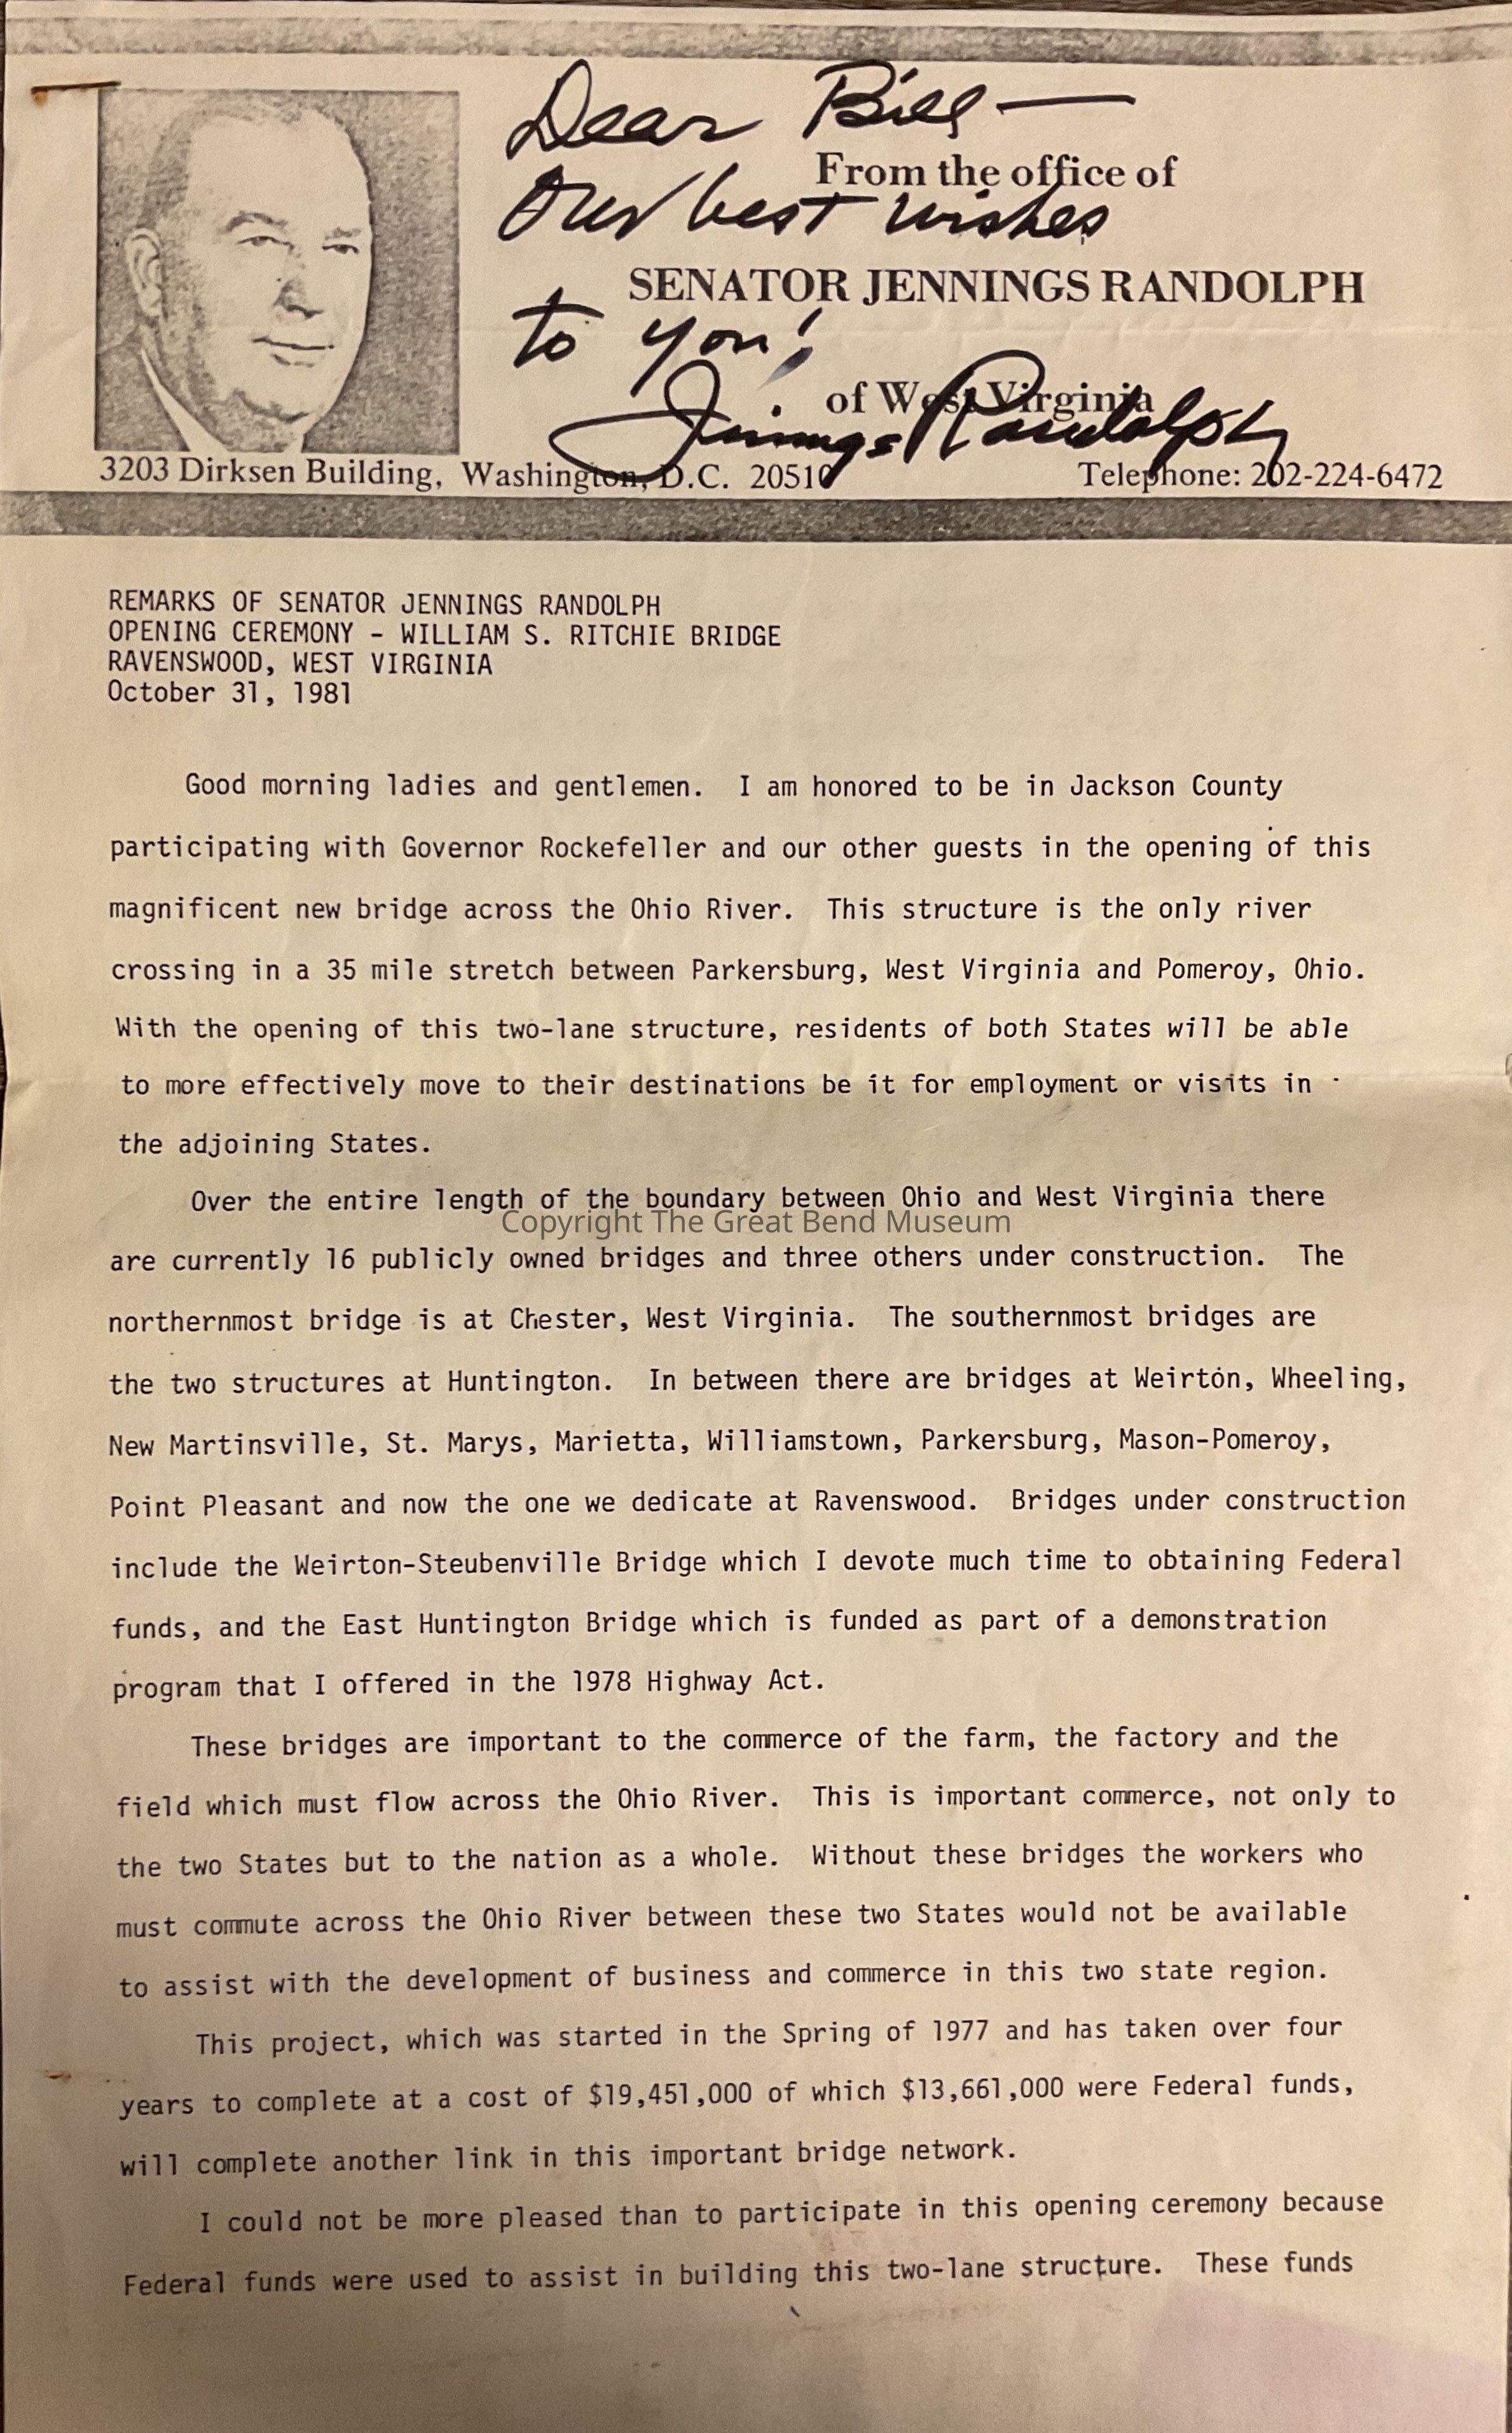 Dear Bill —
From the office of
Our best wishes
SENATOR JENNINGS RANDOLPH
to you!
of West Virginia
Jennings Randolph
3203 Dirksen Building, Washington, D.C. 20510 Telephone: 202-224-6472
REMARKS OF SENATOR JENNINGS RANDOLPH
OPENING CEREMONY - WILLIAM S. RITCHIE BRIDGE
RAVENSWOOD, WEST VIRGINIA
October 31, 1981
Good morning ladies and gentlemen. I am honored to be in Jackson County
participating with Governor Rockefeller and our other guests in the opening of this
magnificent new bridge across the Ohio River. This structure is the only river
crossing in a 35 mile stretch between Parkersburg, West Virginia and Pomeroy, Ohio.
With the opening of this two-lane structure, residents of both States will be able
to more effectively move to their destinations be it for employment or visits in
the adjoining States.
Over the entire length of the boundary between Ohio and West Virginia there
Copyright The Great Bend Museum
are currently 16 publicly owned bridges and three others under construction. The
northernmost bridge is at Chester, West Virginia. The southernmost bridges are
the two structures at Huntington. In between there are bridges at Weirton, Wheeling,
New Martinsville, St. Marys, Marietta, Williamstown, Parkersburg, Mason-Pomeroy,
Point Pleasant and now the one we dedicate at Ravenswood. Bridges under construction
include the Weirton-Steubenville Bridge which I devote much time to obtaining Federal
funds, and the East Huntington Bridge which is funded as part of a demonstration
program that I offered in the 1978 Highway Act.
These bridges are important to the commerce of the farm, the factory and the
field which must flow across the Ohio River. This is important commerce, not only to
the two States but to the nation as a whole. Without these bridges the workers who
must commute across the Ohio River between these two States would not be available
to assist with the development of business and commerce in this two state region.
This project, which was started in the Spring of 1977 and has taken over four
years to complete at a cost of $19,451,000 of which $13,661,000 were Federal funds,
will complete another link in this important bridge network.
I could not be more pleased than to participate in this opening ceremony because
Federal funds were used to assist in building this two-lane structure. These funds